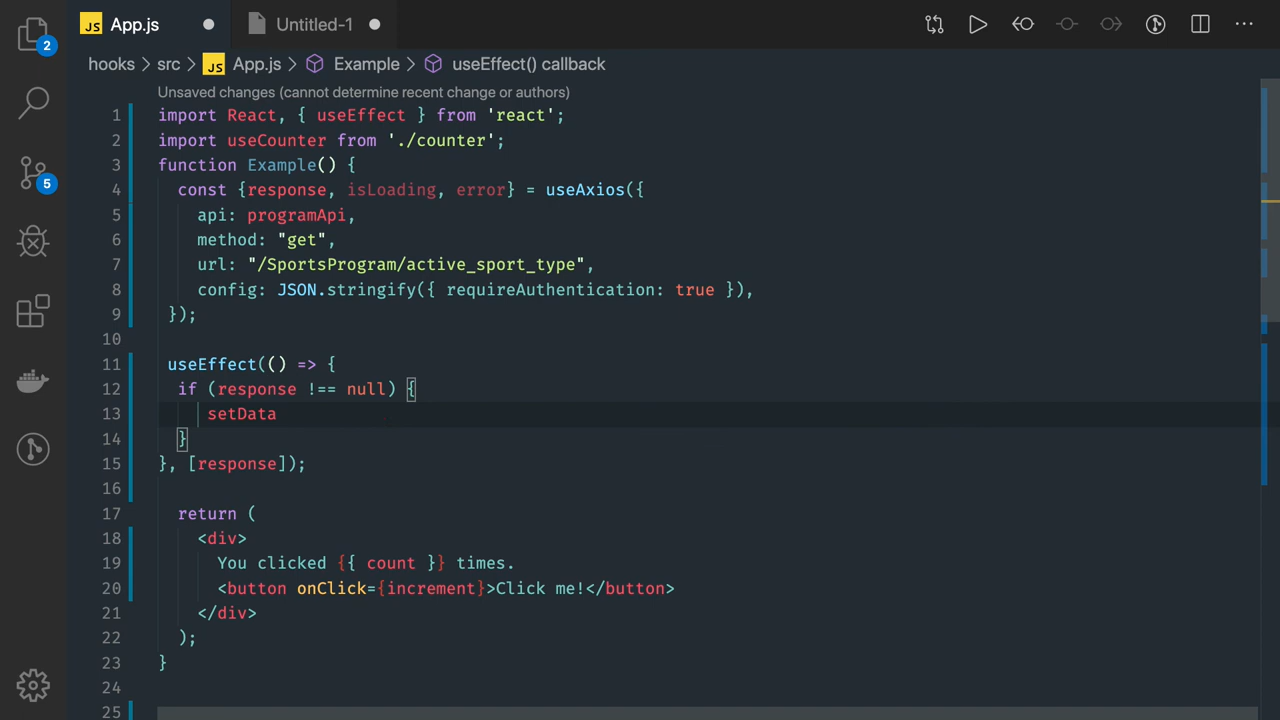 JS App.js
Untitled-1
2
hooks > src > JS App.js > Example > useEffect() callback
Unsaved changes (cannot determine recent change or authors)
1 import React, { useEffect } from 'react';
2 import useCounter from './counter';
3 function Example() {
4 const {response, isLoading, error} = useAxios({
5
5 api: programApi,
6 method: "get",
7 url: "/SportsProgram/active_sport_type",
8 config: JSON.stringify({ requireAuthentication: true }),
9 });
10
11 useEffect(() => {
12 if (response !== null) {
13 setData
14 }
15 }, [response]);
16
17 return (
18 <div>
19 You clicked {{ count }} times.
20 <button onClick={increment}>Click me!</button>
21 </div>
22 );
23 }
24
25